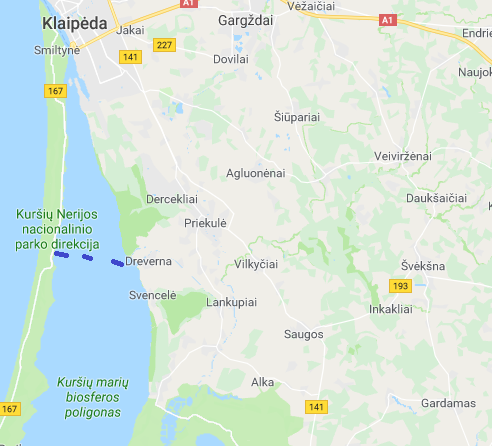 A1
Vėžaičiai
Klaipėda
Gargždai
A1
Jakai
Endrie
Smiltynė
227
141
Dovilai
Naujok
167
Šiūpariai
Veiviržėnai
Agluonėnai
Daukšaičiai
Dercekliai
Kuršių Nerijos
nacionalinio
parko direkcija
Priekulė
Dreverna
Vilkyčiai
Švėkšna
193
Svencelė
Lankupiai
Inkakliai
Saugos
Kuršių marių
biosferos
poligonas
Alka
167
141
Gardamas